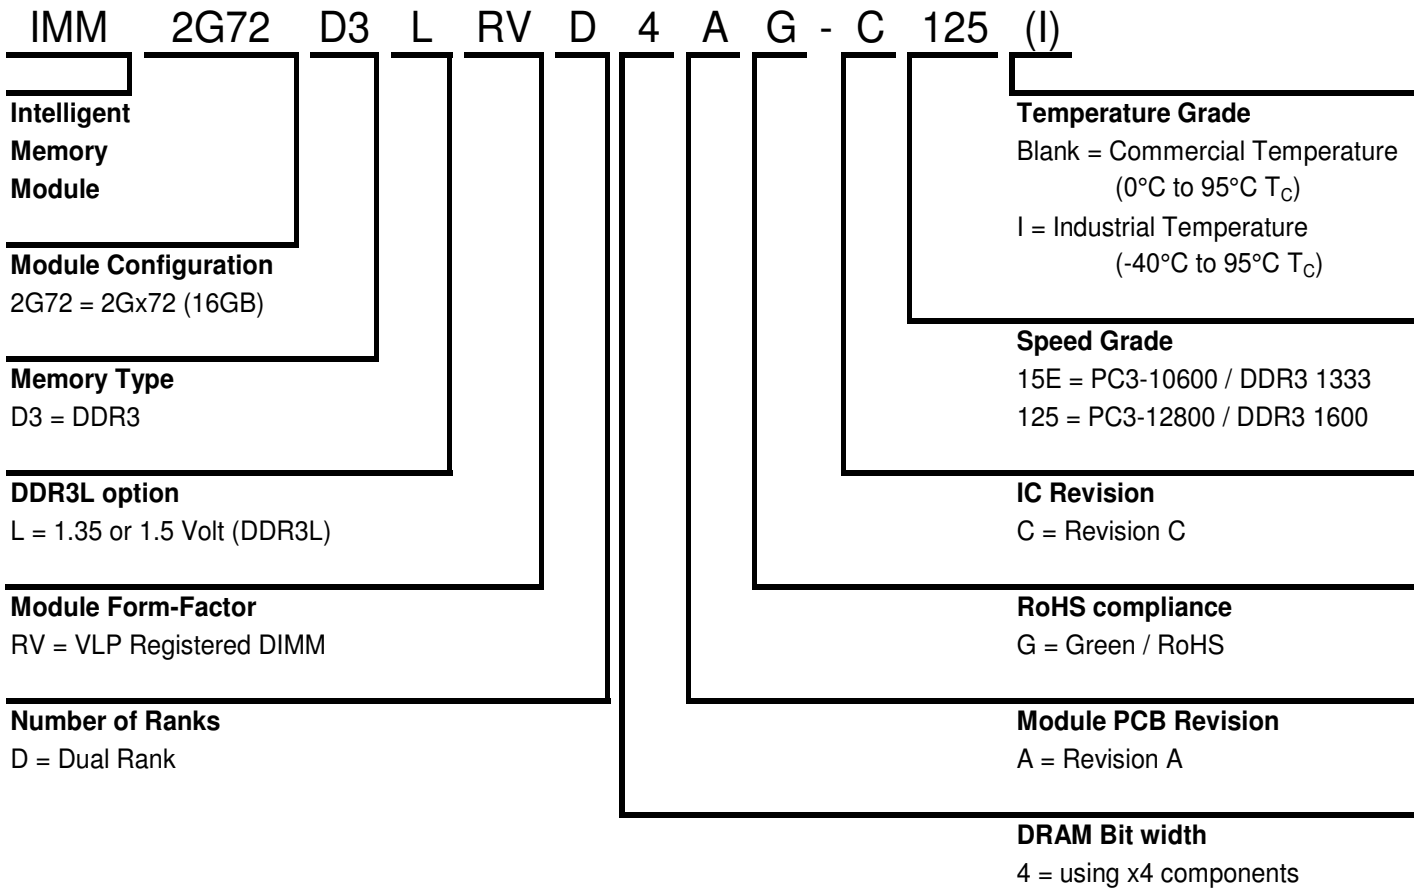 IMM 2G72 D3 L RV D 4 A G - C 125 (I)
Intelligent
Memory
Module
Module Configuration
2G72 = 2Gx72 (16GB)
Memory Type
D3 = DDR3
DDR3L option
L = 1.35 or 1.5 Volt (DDR3L)
Module Form-Factor
RV = VLP Registered DIMM
Number of Ranks
D = Dual Rank
Temperature Grade
Blank = Commercial Temperature
(0°C to 95°C TC)
I = Industrial Temperature
(-40°C to 95°C TC)
Speed Grade
15E = PC3-10600 / DDR3 1333
125 = PC3-12800 / DDR3 1600
IC Revision
C = Revision C
RoHS compliance
G = Green / RoHS
Module PCB Revision
A = Revision A
DRAM Bit width
4 = using x4 components